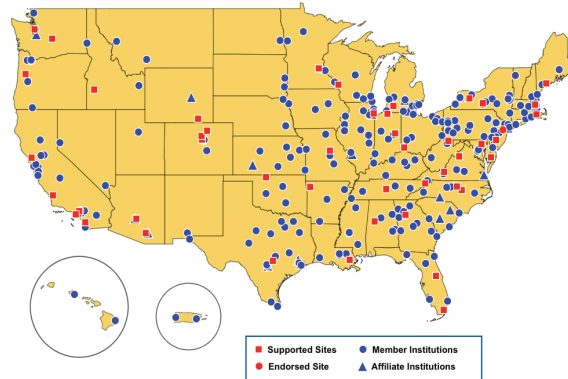 Supported Sites
Member Institutions
Endorsed Site
Affiliate Institutions